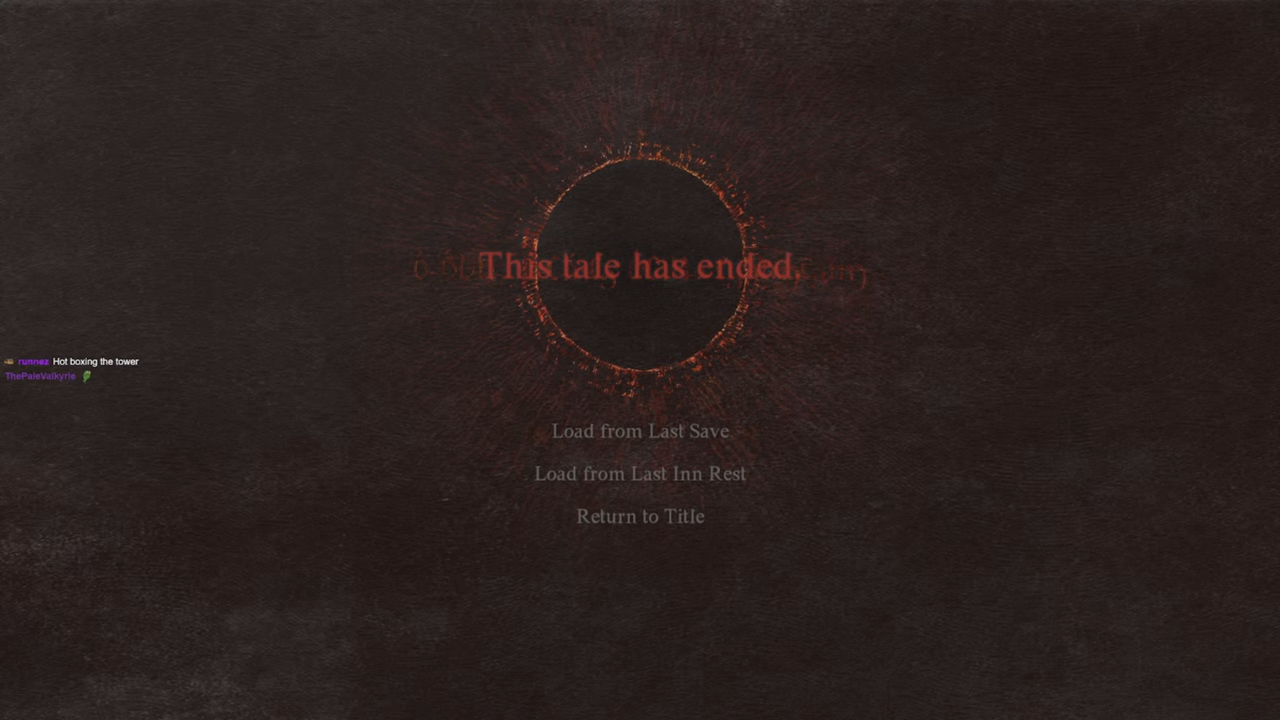 This tale has ended.
runnez Hot boxing the tower
ThePaleValkyrie
Load from Last Save
Load from Last Inn Rest
Return to Title